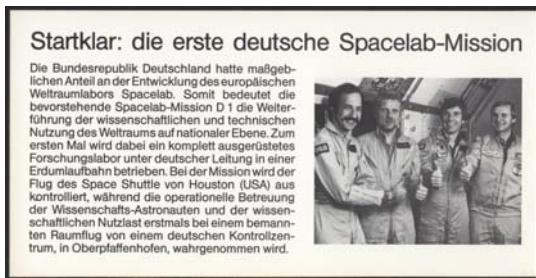 Startklar: die erste deutsche Spacelab-Mission
Die Bundesrepublik Deutschland hatte maßgeb-
lichen Anteil an der Entwicklung des europäischen
Weltraumlabors Spacelab. Somit bedeutet die
bevorstehende Spacelab-Mission D 1 die Weiter-
führung der wissenschaftlichen und technischen
Nutzung des Weltraums auf nationaler Ebene. Zum
ersten Mal wird dabei ein komplett ausgerüstetes
Forschungslabor unter deutscher Leitung in einer
Erdumlaufbahn betrieben. Bei der Mission wird der
Flug des Space Shuttle von Houston (USA) aus
kontrolliert, während die operationelle Betreuung
der Wissenschafts-Astronauten und der wissen-
schaftlichen Nutzlast erstmals bei einem bemann-
ten Raumflug von einem deutschen Kontrollzen-
trum, in Oberpfaffenhofen, wahrgenommen wird.